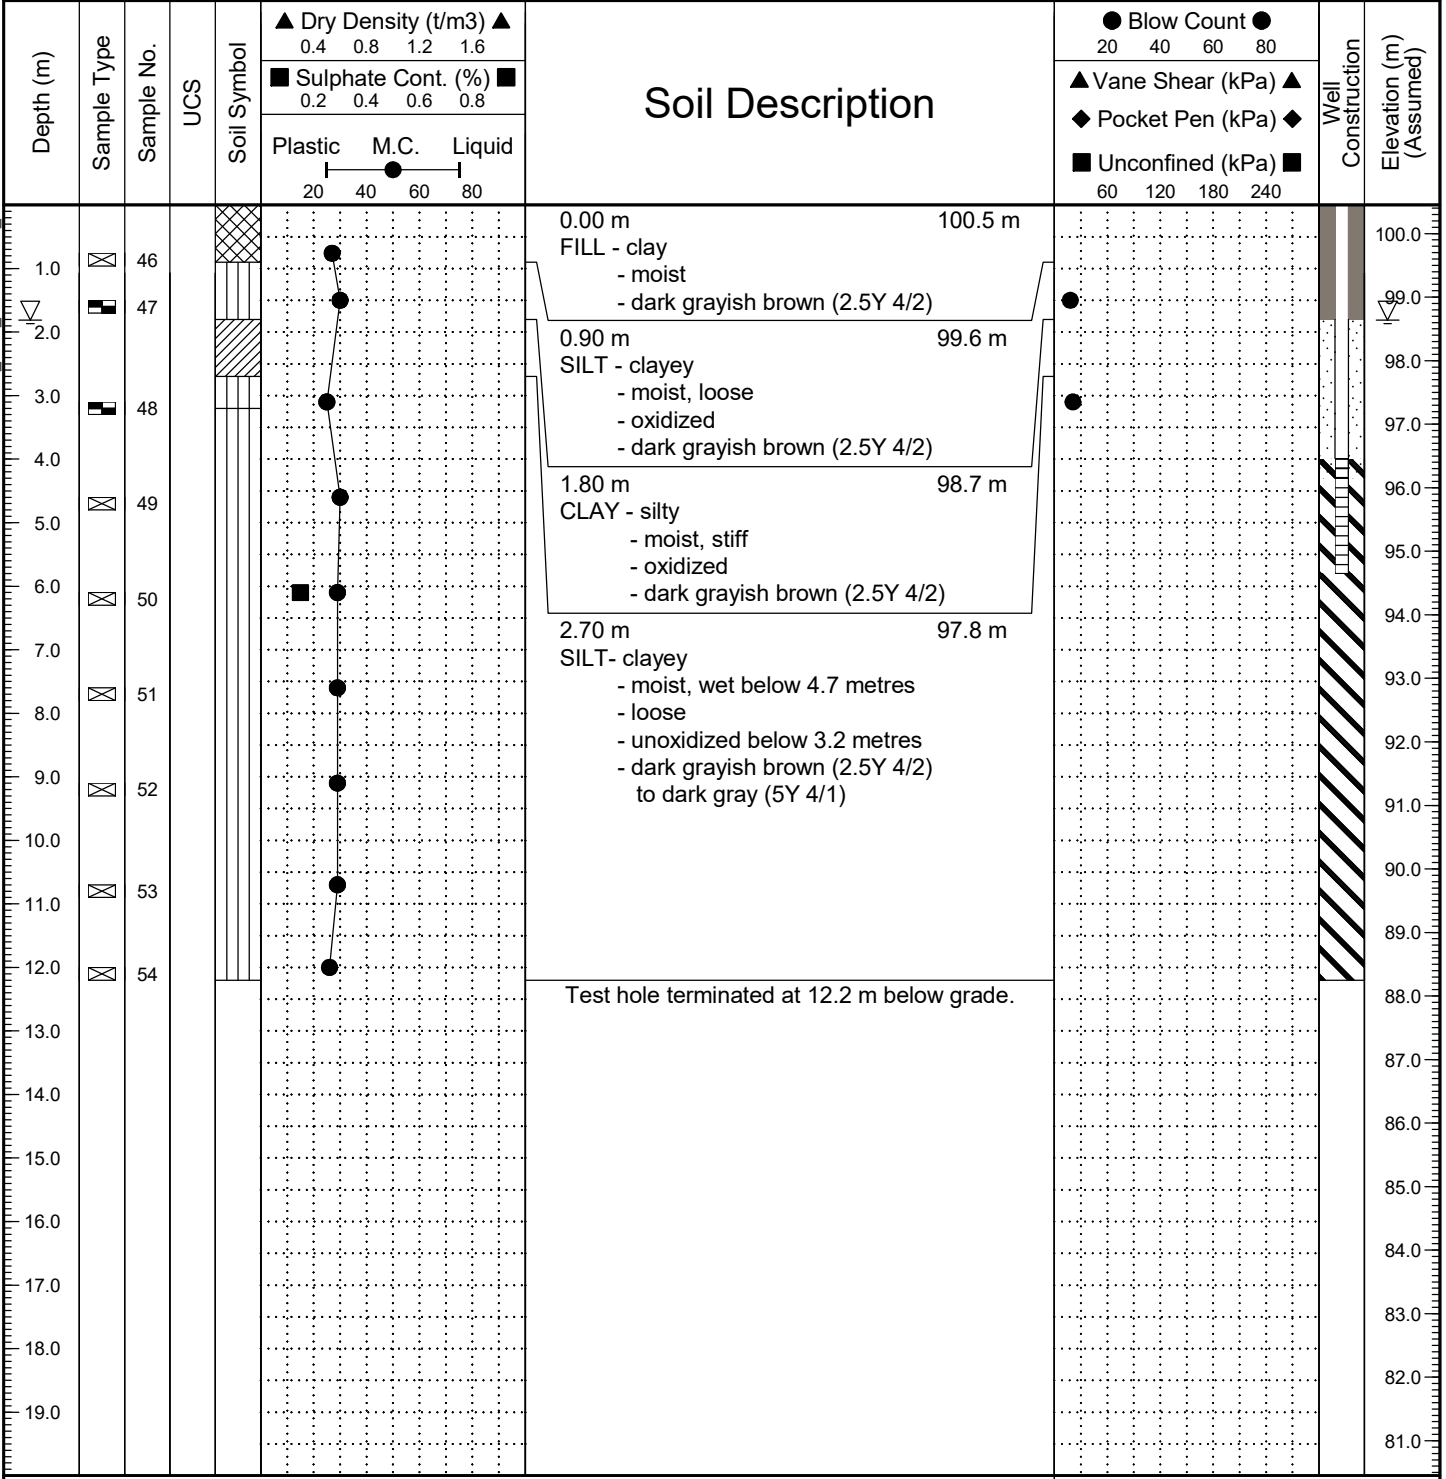 Depth (m)
Sample Type
Sample No.
UCS
Soil Symbol
▲ Dry Density (t/m3) ▲
0.4 0.8 1.2 1.6
■ Sulphate Cont. (%) ■
0.2 0.4 0.6 0.8
Plastic M.C. Liquid
20 40 60 80
Soil Description
● Blow Count ●
20 40 60 80
▲ Vane Shear (kPa) ▲
◆ Pocket Pen (kPa) ◆
■ Unconfined (kPa) ■
60 120 180 240
Well
Construction
Elevation (m)
(Assumed)
1.0
2.0
3.0
4.0
5.0
6.0
7.0
8.0
9.0
10.0
11.0
12.0
13.0
14.0
15.0
16.0
17.0
18.0
19.0
46
47
48
49
50
51
52
53
54
0.00 m 100.5 m
FILL - clay
- moist
- dark grayish brown (2.5Y 4/2)
0.90 m 99.6 m
SILT - clayey
- moist, loose
- oxidized
- dark grayish brown (2.5Y 4/2)
1.80 m 98.7 m
CLAY - silty
- moist, stiff
- oxidized
- dark grayish brown (2.5Y 4/2)
2.70 m 97.8 m
SILT- clayey
- moist, wet below 4.7 metres
- loose
- unoxidized below 3.2 metres
- dark grayish brown (2.5Y 4/2)
to dark gray (5Y 4/1)
Test hole terminated at 12.2 m below grade.
100.0
99.0
98.0
97.0
96.0
95.0
94.0
93.0
92.0
91.0
90.0
89.0
88.0
87.0
86.0
85.0
84.0
83.0
82.0
81.0